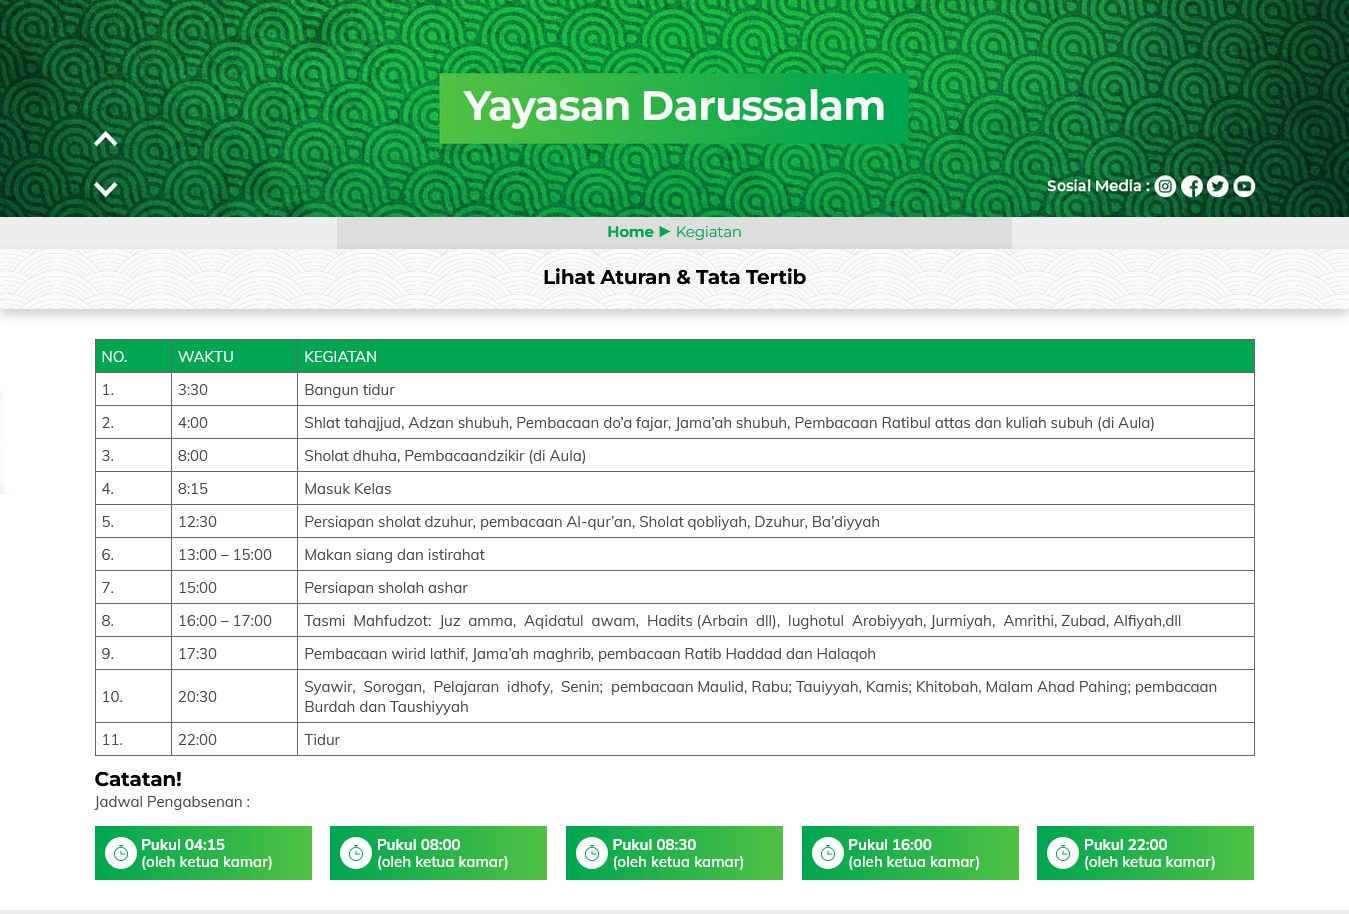 Yayasan Darussalam
Sosial Media :
Home ▶ Kegiatan
Lihat Aturan & Tata Tertib
NO. WAKTU KEGIATAN
1. 3:30 Bangun tidur
2. 4:00 Shlat tahajjud, Adzan shubuh, Pembacaan do’a fajar, Jama’ah shubuh, Pembacaan Ratibul attas dan kuliah subuh (di Aula)
3. 8:00 Sholat dhuha, Pembacaandzikir (di Aula)
4. 8:15 Masuk Kelas
5. 12:30 Persiapan sholat dzuhur, pembacaan Al-qur’an, Sholat qobliyah, Dzuhur, Ba’diyyah
6. 13:00 – 15:00 Makan siang dan istirahat
7. 15:00 Persiapan sholah ashar
8. 16:00 – 17:00 Tasmi Mahfudzot: Juz amma, Aqidatul awam, Hadits (Arbain dll), lughotul Arobiyyah, Jurmiyah, Amrithi, Zubad, Alfiyah,dll
9. 17:30 Pembacaan wirid lathif, Jama’ah maghrib, pembacaan Ratib Haddad dan Halaqoh
10. 20:30 Syawir, Sorogan, Pelajaran idhofy, Senin; pembacaan Maulid, Rabu; Tauiyyah, Kamis; Khitobah, Malam Ahad Pahing; pembacaan
Burdah dan Taushiyyah
11. 22:00 Tidur
Catatan!
Jadwal Pengabsenan :
Pukul 04:15
(oleh ketua kamar)
Pukul 08:00
(oleh ketua kamar)
Pukul 08:30
(oleh ketua kamar)
Pukul 16:00
(oleh ketua kamar)
Pukul 22:00
(oleh ketua kamar)